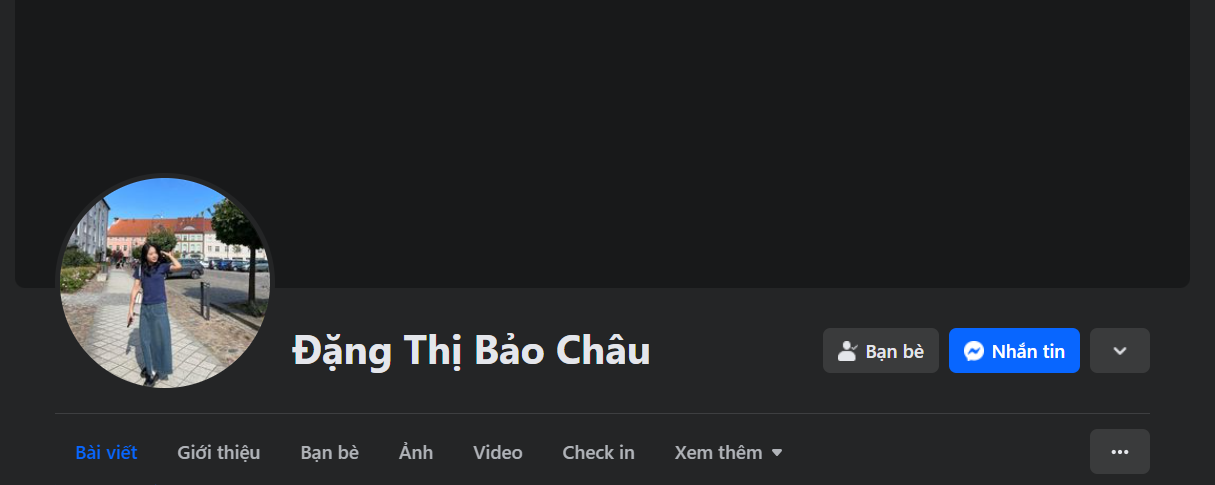 Đặng Thị Bảo Châu
Bạn bè
Nhắn tin
Bài viết
Giới thiệu
Bạn bè
Ảnh
Video
Check in
Xem thêm